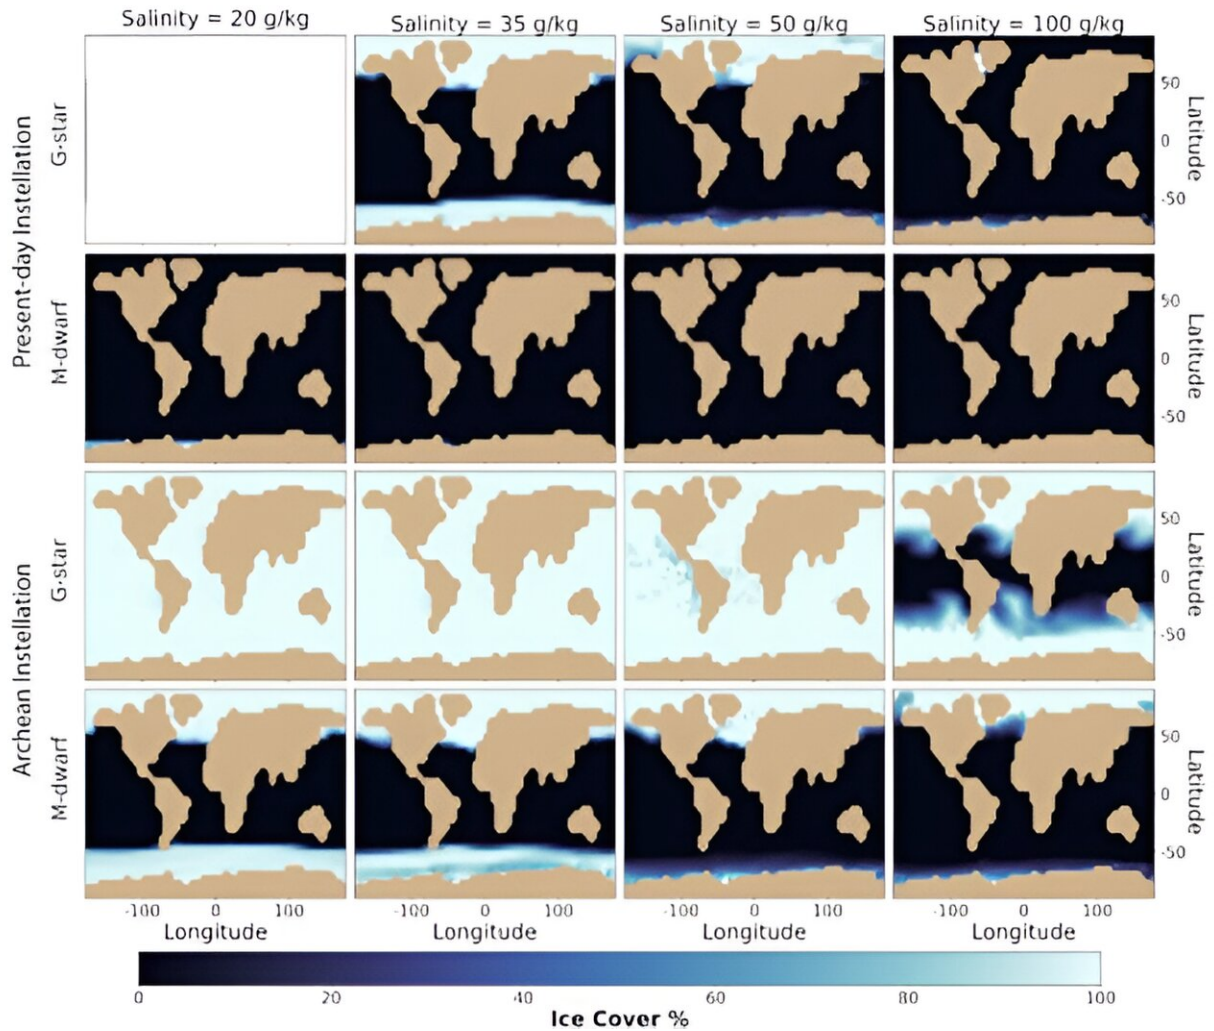 Salinity = 20 g/kg Salinity = 35 g/kg Salinity = 50 g/kg Salinity = 100 g/kg
Present-day Instellation
G-star
50
0
-50
Latitude
M-dwarf
50
0
-50
Latitude
Archean Instellation
G-star
50
0
-50
Latitude
M-dwarf
50
0
-50
Latitude
-100 0 100 -100 0 100 -100 0 100 -100 0 100
Longitude Longitude Longitude Longitude
0 20 40 60 80 100
Ice Cover %